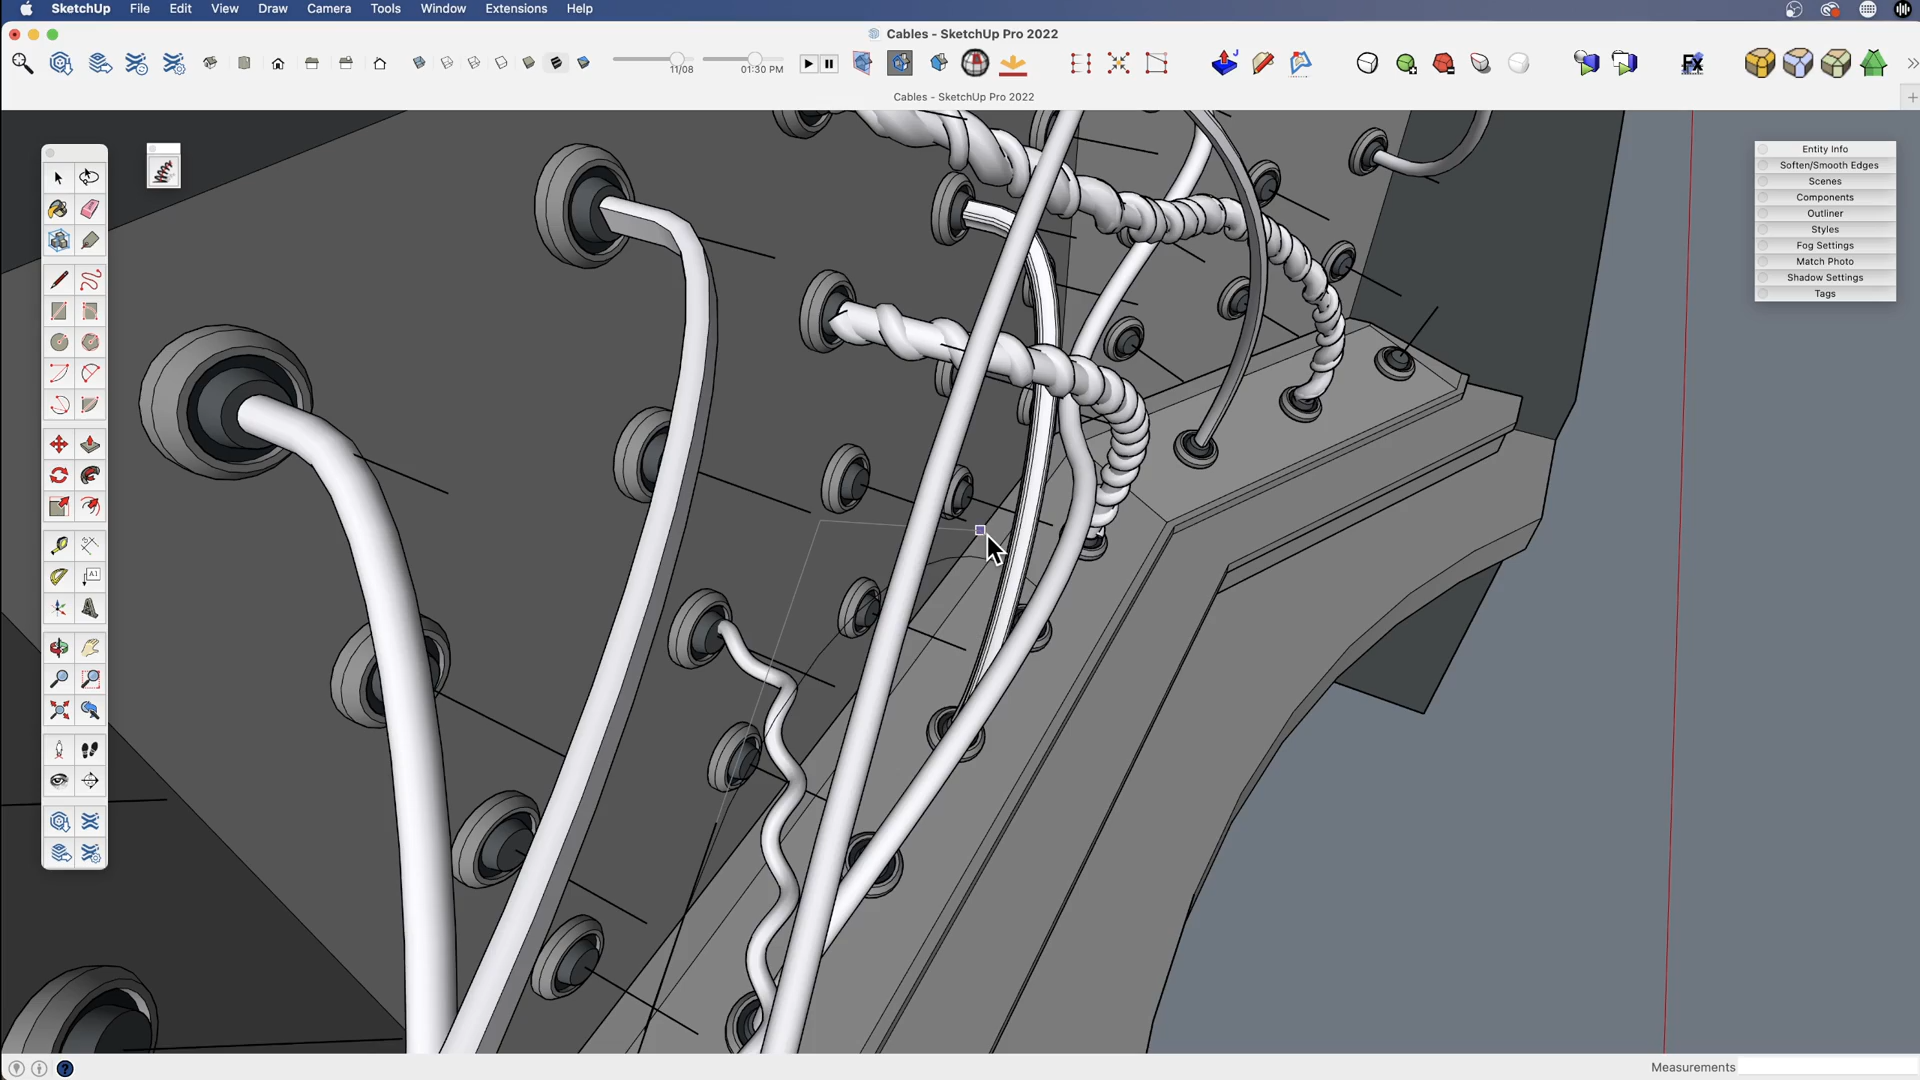 SketchUp File Edit View Draw Camera Tools Window Extensions Help
Cables - SketchUp Pro 2022
11/08
01:30 PM
J
FX
Cables - SketchUp Pro 2022
Entity Info
Soften/Smooth Edges
Scenes
Components
Outliner
Styles
Fog Settings
Match Photo
Shadow Settings
Tags
A1
Measurements